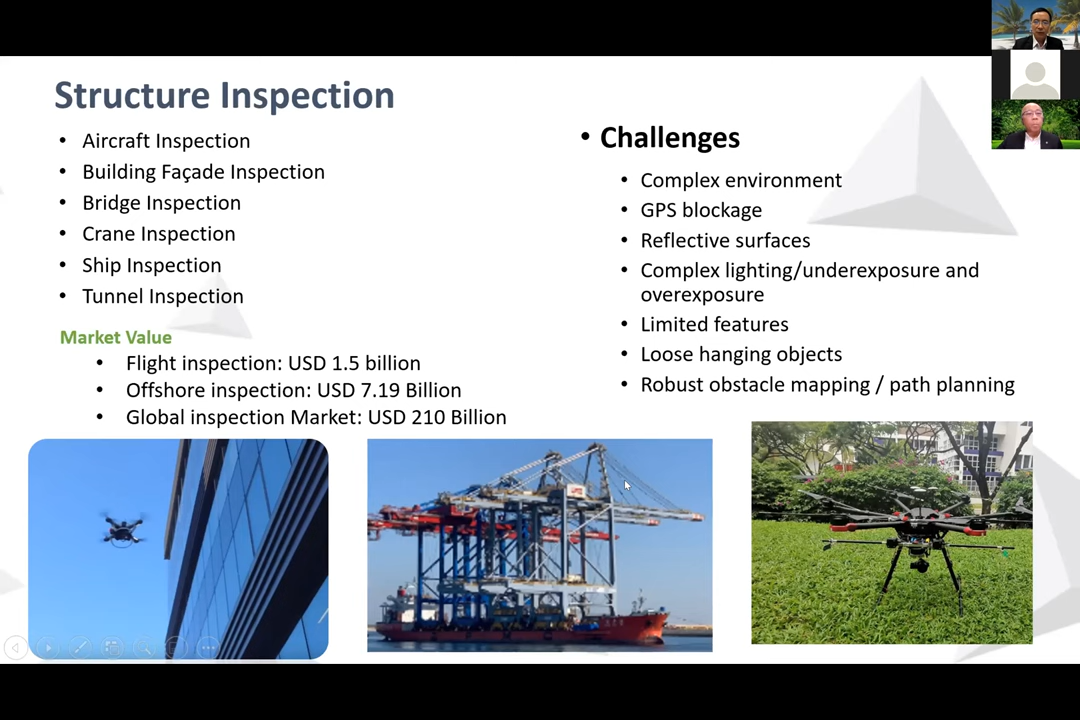 Structure Inspection
• Aircraft Inspection
• Building Façade Inspection
• Bridge Inspection
• Crane Inspection
• Ship Inspection
• Tunnel Inspection
Market Value
• Flight inspection: USD 1.5 billion
• Offshore inspection: USD 7.19 Billion
• Global inspection Market: USD 210 Billion
• Challenges
• Complex environment
• GPS blockage
• Reflective surfaces
• Complex lighting/underexposure and
overexposure
• Limited features
• Loose hanging objects
• Robust obstacle mapping / path planning